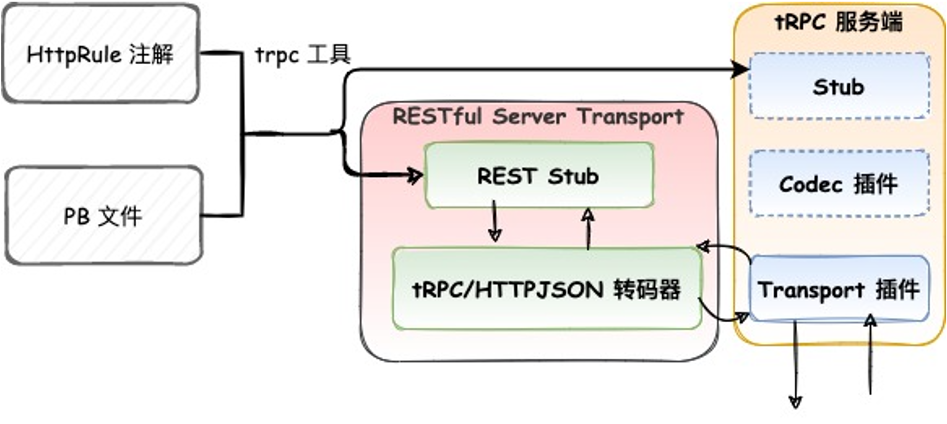 HttpRule 注解
trpc 工具
tRPC 服务端
Stub
RESTful Server Transport
REST Stub
Codec 插件
PB 文件
tRPC/HTTPJSON 转码器
Transport 插件